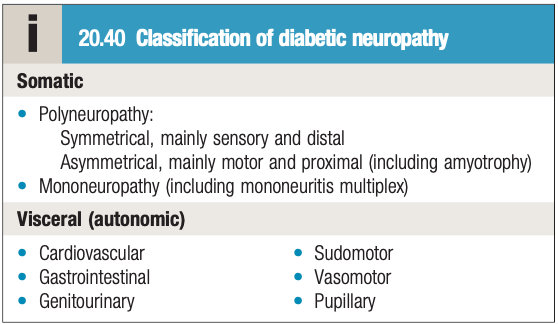 i
20.40 Classification of diabetic neuropathy
Somatic
• Polyneuropathy:
Symmetrical, mainly sensory and distal
Asymmetrical, mainly motor and proximal (including amyotrophy)
• Mononeuropathy (including mononeuritis multiplex)
Visceral (autonomic)
• Cardiovascular
• Gastrointestinal
• Genitourinary
• Sudomotor
• Vasomotor
• Pupillary